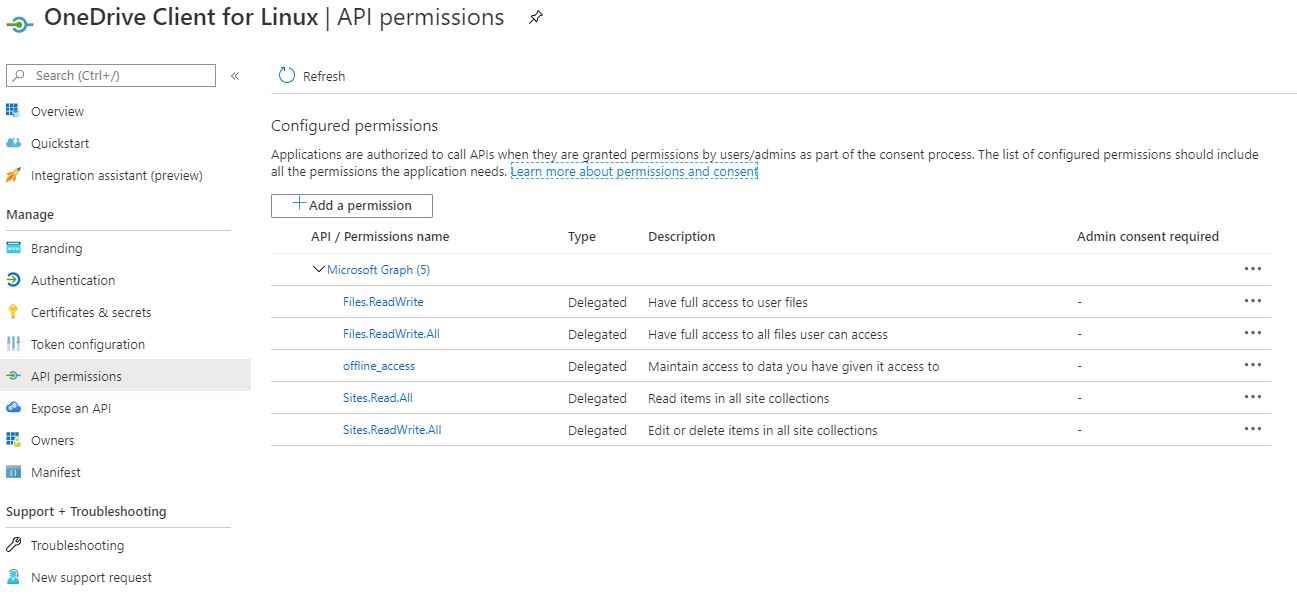 OneDrive Client for Linux | API permissions
Search (Ctrl+/)
«
Overview
Quickstart
Integration assistant (preview)
Manage
Branding
Authentication
Certificates & secrets
Token configuration
API permissions
Expose an API
Owners
Manifest
Support + Troubleshooting
Troubleshooting
New support request
Refresh
Configured permissions
Applications are authorized to call APIs when they are granted permissions by users/admins as part of the consent process. The list of configured permissions should include
all the permissions the application needs. Learn more about permissions and consent
Add a permission
API / Permissions name Type Description Admin consent required
Microsoft Graph (5) •••
Files.ReadWrite Delegated Have full access to user files - •••
Files.ReadWrite.All Delegated Have full access to all files user can access - •••
offline_access Delegated Maintain access to data you have given it access to - •••
Sites.Read.All Delegated Read items in all site collections - •••
Sites.ReadWrite.All Delegated Edit or delete items in all site collections - •••